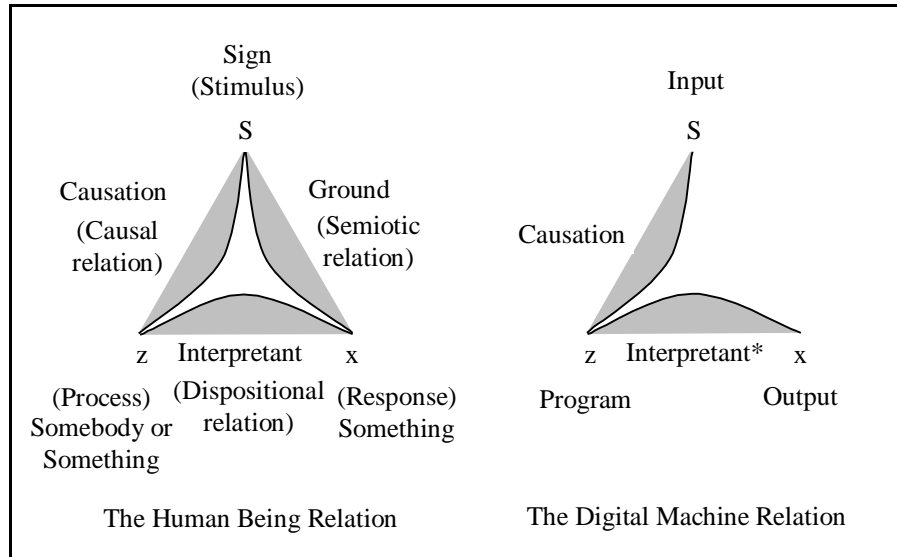 Sign
(Stimulus)
S
Causation
(Causal
relation)
Ground
(Semiotic
relation)
z
Interpretant
x
(Process)
Somebody or
Something
(Dispositional
relation)
(Response)
Something
The Human Being Relation
Input
S
Causation
z
Interpretant*
x
Program
Output
The Digital Machine Relation